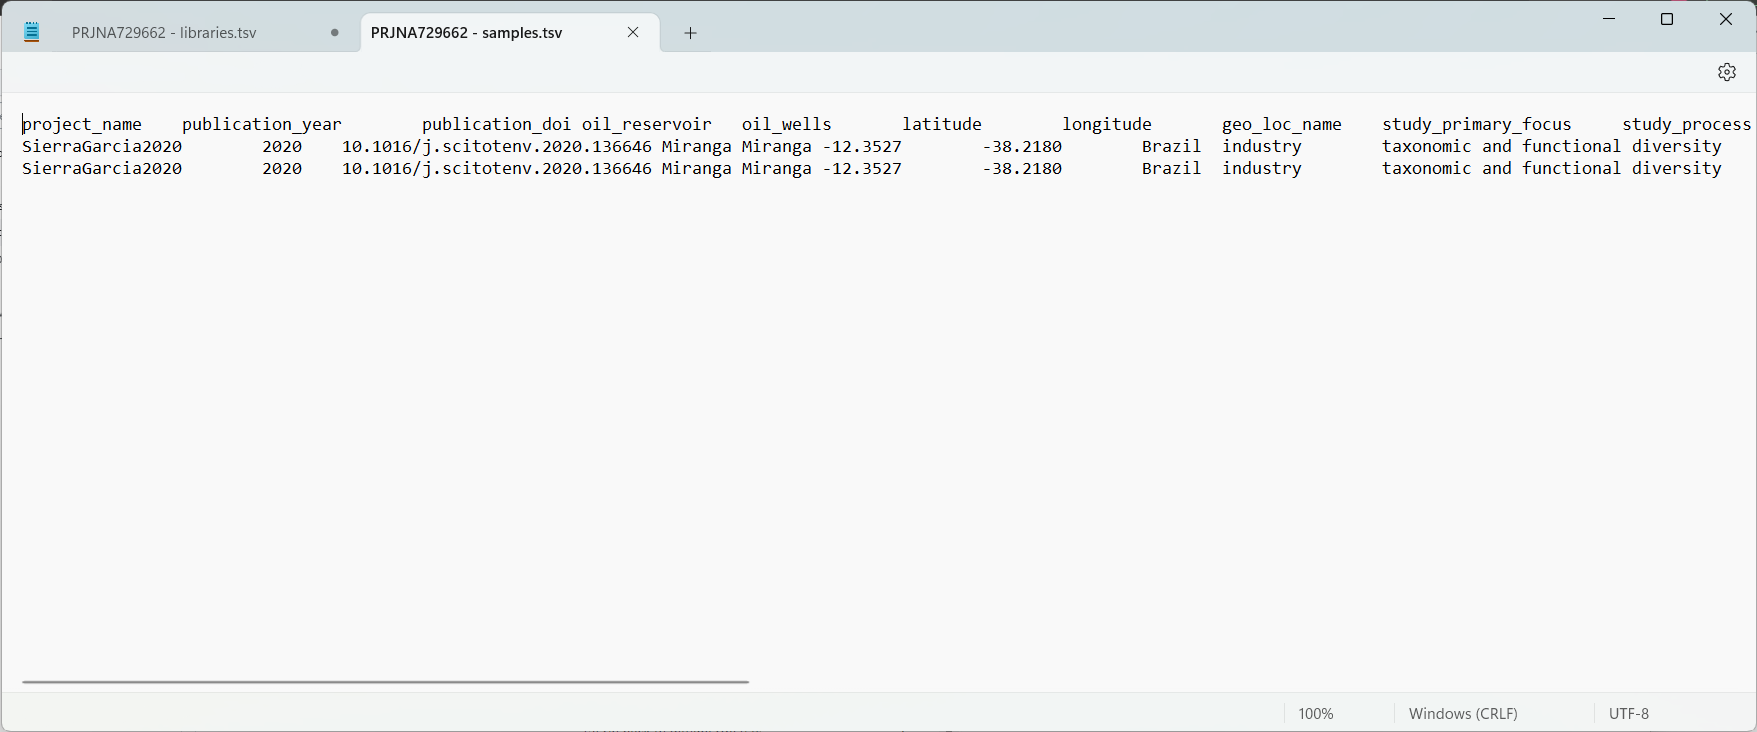 PRJNA729662 - libraries.tsv PRJNA729662 - samples.tsv
project_name publication_year publication_doi oil_reservoir oil_wells latitude longitude geo_loc_name study_primary_focus study_process
SierraGarcia2020 2020 10.1016/j.scitotenv.2020.136646 Miranga Miranga -12.3527 -38.2180 Brazil industry taxonomic and functional diversity
SierraGarcia2020 2020 10.1016/j.scitotenv.2020.136646 Miranga Miranga -12.3527 -38.2180 Brazil industry taxonomic and functional diversity
100% Windows (CRLF) UTF-8